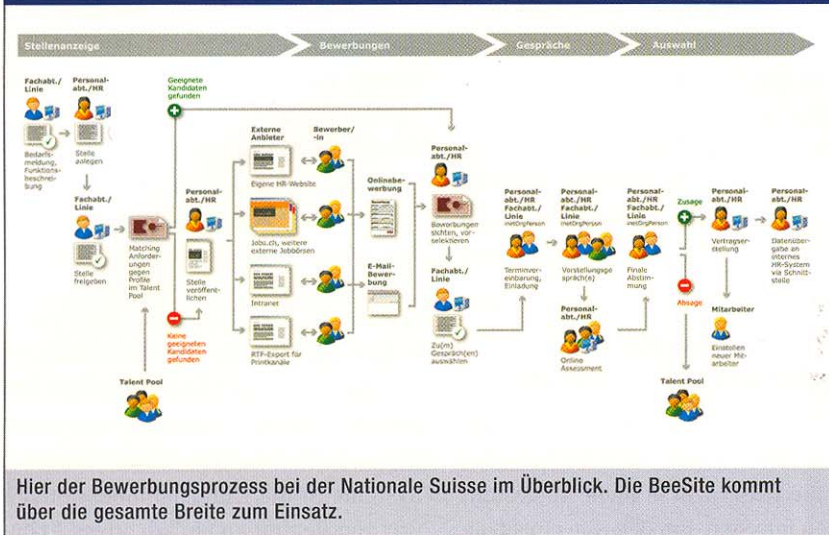 Stellenanzeige
Bewerbungen
Gespräche
Auswahl
Fachabt./
Linie
Bedarfs-
meldung,
Funktions-
beschrei-
bung
Personal-
abt./HR
Stelle
anlegen
Fachabt./
Linie
Stelle
freigeben
Matching
Anforde-
rungen
gegen
Profile
im Talent
Pool
Talent Pool
Geeignete
Kandidaten
gefunden
Keine
geeigneten
Kandidaten
gefunden
Personal-
abt./HR
Stelle
veröffent-
lichen
Externe
Anbieter
Eigene HR-Website
Jobs.ch, weitere
externe Jobbörsen
Intranet
RTF-Export für
Printkanäle
Bewerber/
-in
Onlinebe-
werbung
E-Mail-
Bewer-
bung
Personal-
abt./HR
Bewerbungen
sichten, vor-
selektieren
Fachabt./
Linie
Zu(m)
Gespräch(en)
auswählen
Personal-
abt./HR
Fachabt./
Linie
inetOrgPerson
Terminver-
einbarung,
Einladung
Personal-
abt./HR
Fachabt./
Linie
inetOrgPerson
Vorstellungsge
spräch(e)
Personal-
abt./HR
Online
Assessment
Personal-
abt./HR
Fachabt./
Linie
inetOrgPerson
Finale
Abstim-
mung
Zusage
Absage
Talent Pool
Personal-
abt./HR
Vertragser-
stellung
Mitarbeiter
Einstellen
neuer Mit-
arbeiter
Personal-
abt./HR
Datenüber-
gabe an
internes
HR-System
via Schnitt-
stelle
Hier der Bewerbungsprozess bei der Nationale Suisse im Überblick. Die BeeSite kommt
über die gesamte Breite zum Einsatz.